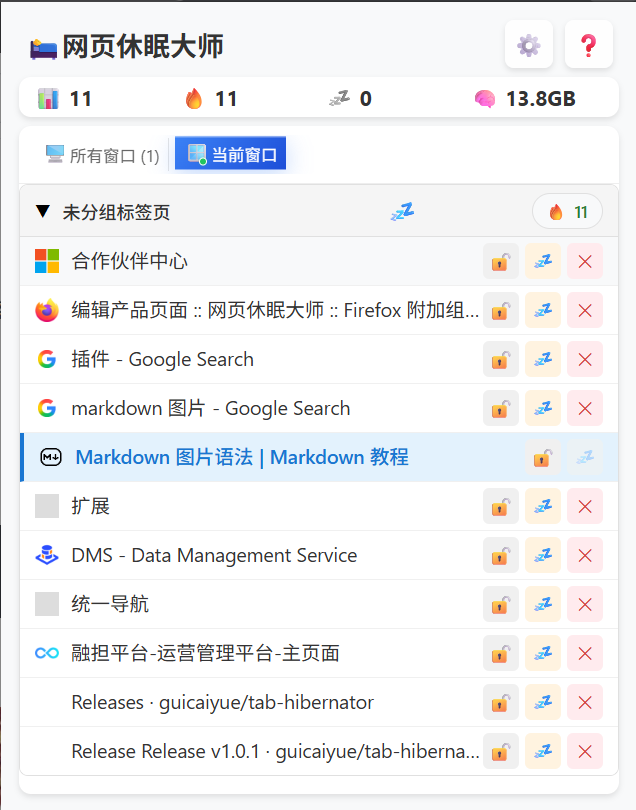 网页休眠大师
11
11
0
13.8GB
所有窗口 (1)
当前窗口
未分组标签页
11
合作伙伴中心
编辑产品页面 :: 网页休眠大师 :: Firefox 附加组...
插件 - Google Search
markdown 图片 - Google Search
Markdown 图片语法 | Markdown 教程
扩展
DMS - Data Management Service
统一导航
融担平台-运营管理平台-主页面
Releases · guicaiyue/tab-hibernator
Release Release v1.0.1 · guicaiyue/tab-hiberna...